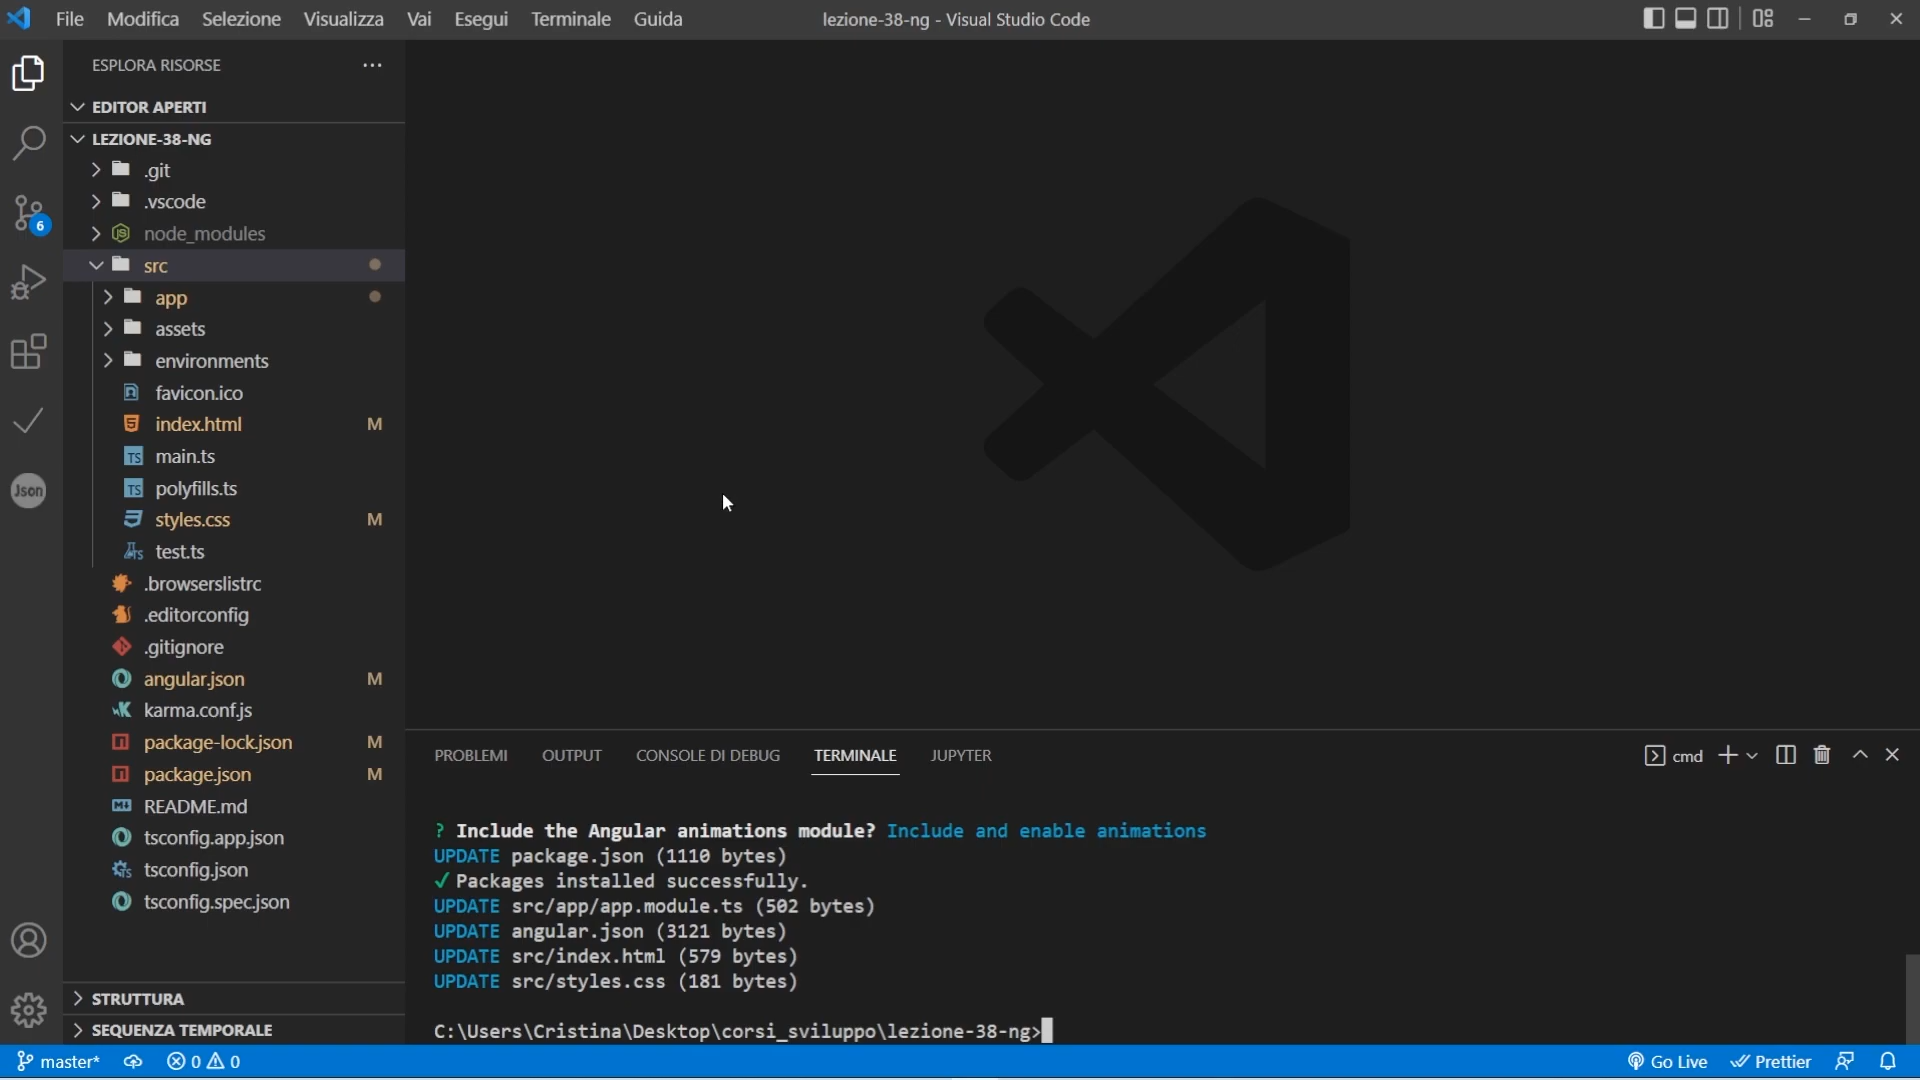 File Modifica Selezione Visualizza Vai Esegui Terminale Guida
lezione-38-ng - Visual Studio Code
ESPLORA RISORSE
EDITOR APERTI
LEZIONE-38-NG
.git
.vscode
node_modules
src
app
assets
environments
favicon.ico
index.html M
main.ts
polyfills.ts
styles.css M
test.ts
.browserslistrc
.editorconfig
.gitignore
angular.json M
karma.conf.js
package-lock.json M
package.json M
README.md
tsconfig.app.json
tsconfig.json
tsconfig.spec.json
STRUTTURA
SEQUENZA TEMPORALE
6
Json
PROBLEMI OUTPUT CONSOLE DI DEBUG TERMINALE JUPYTER
cmd
? Include the Angular animations module? Include and enable animations
UPDATE package.json (1110 bytes)
✓ Packages installed successfully.
UPDATE src/app/app.module.ts (502 bytes)
UPDATE angular.json (3121 bytes)
UPDATE src/index.html (579 bytes)
UPDATE src/styles.css (181 bytes)
C:\Users\Cristina\Desktop\corsi_sviluppo\lezione-38-ng>
master* 0 0
Go Live Prettier